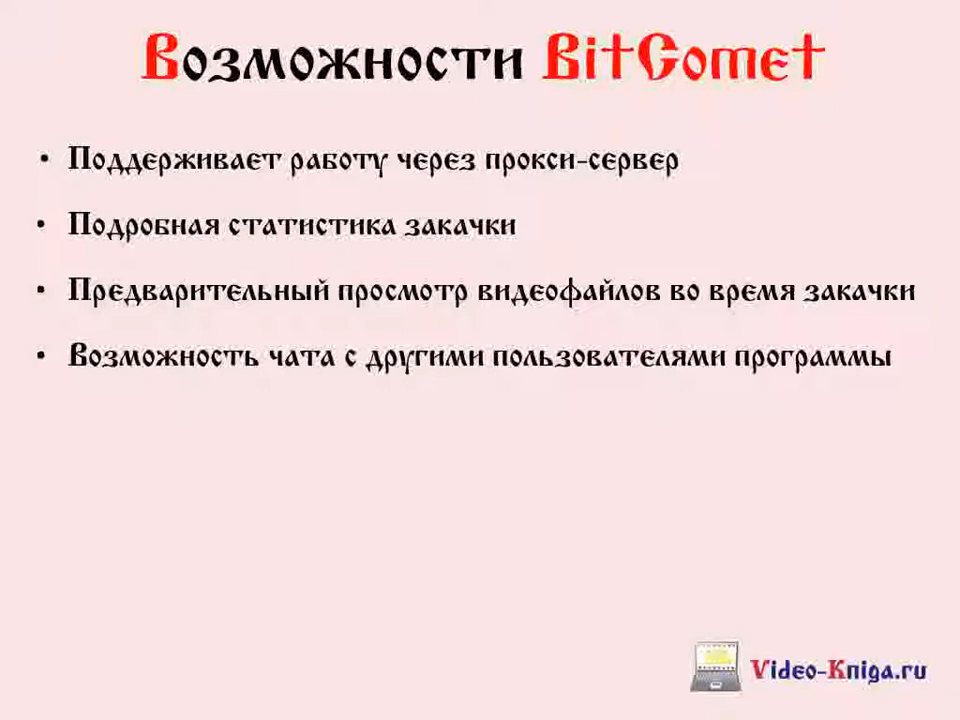 Возможности BitComet
• Поддерживает работу через прокси-сервер
• Подробная статистика закачки
• Предварительный просмотр видеофайлов во время закачки
• Возможность чата с другими пользователями программы
Video-Kniga.ru